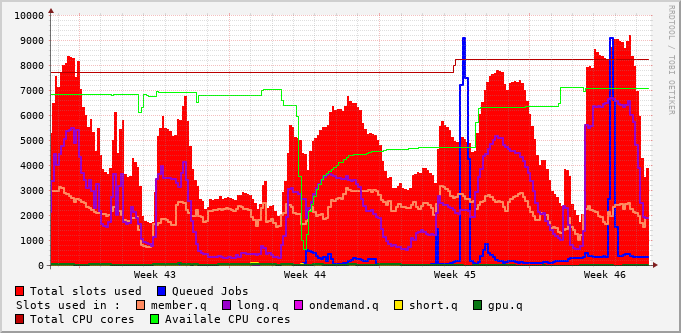 10000
9000
8000
7000
6000
5000
4000
3000
2000
1000
0
Week 43 Week 44 Week 45 Week 46
RRDTOOL / TOBI OETIKER
Total slots used Queued Jobs
Slots used in : member.q long.q ondemand.q short.q gpu.q
Total CPU cores Availale CPU cores